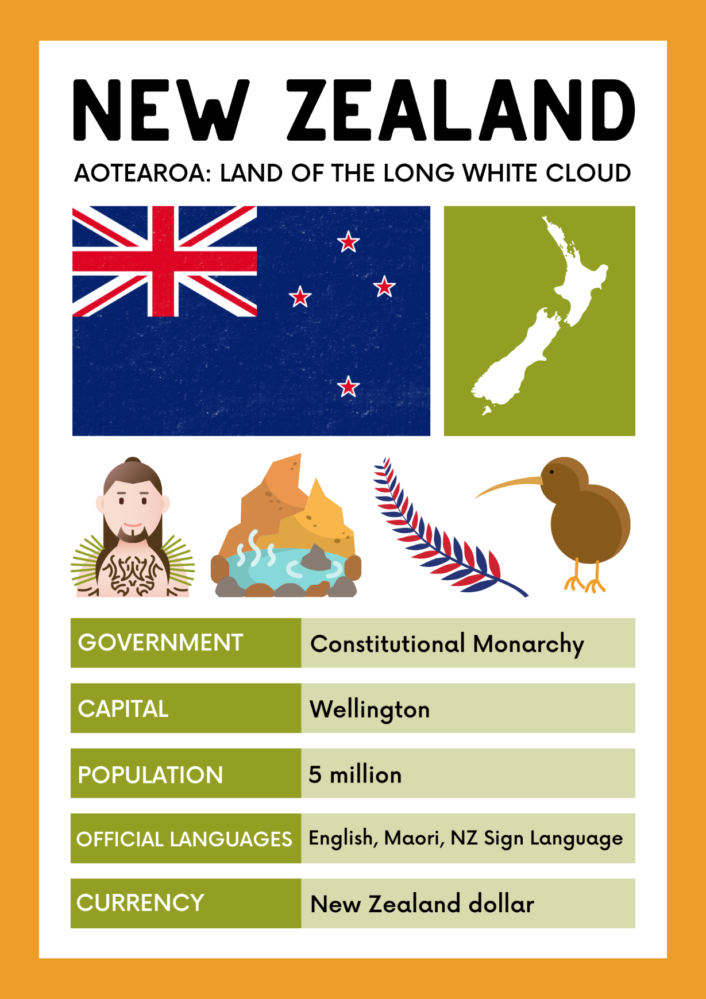 NEW ZEALAND
AOTEAROA: LAND OF THE LONG WHITE CLOUD
GOVERNMENT Constitutional Monarchy
CAPITAL Wellington
POPULATION 5 million
OFFICIAL LANGUAGES English, Maori, NZ Sign Language
CURRENCY New Zealand dollar